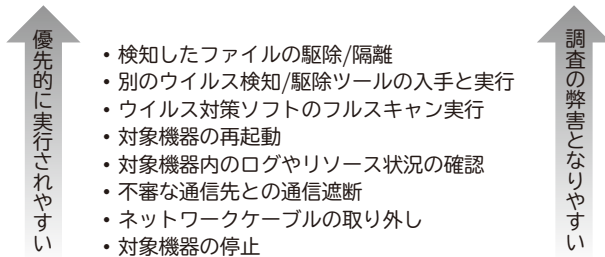 優先的に実行されやすい
・検知したファイルの駆除/隔離
・別のウイルス検知/駆除ツールの入手と実行
・ウイルス対策ソフトのフルスキャン実行
・対象機器の再起動
・対象機器内のログやリソース状況の確認
・不審な通信先との通信遮断
・ネットワークケーブルの取り外し
・対象機器の停止
調査の弊害となりやすい